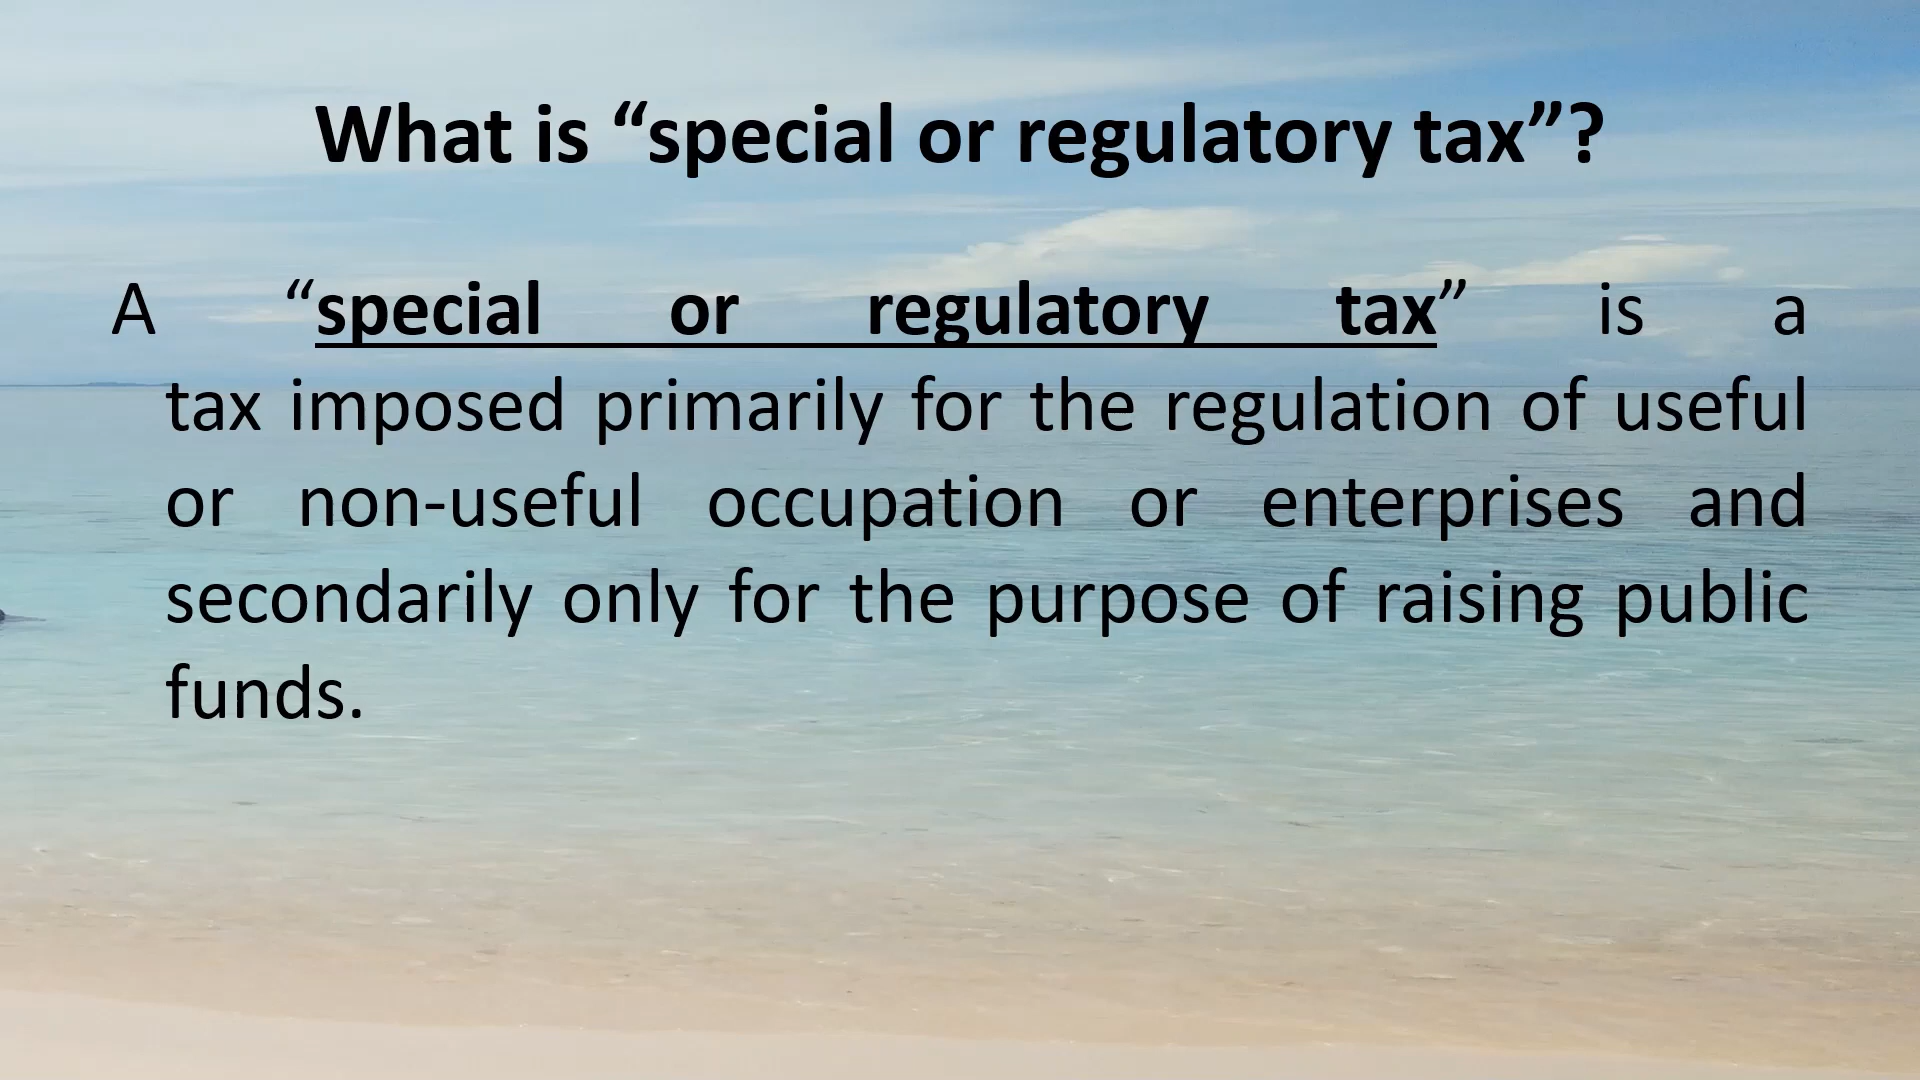 What is “special or regulatory tax”?
A “special or regulatory tax” is a
tax imposed primarily for the regulation of useful
or non-useful occupation or enterprises and
secondarily only for the purpose of raising public
funds.